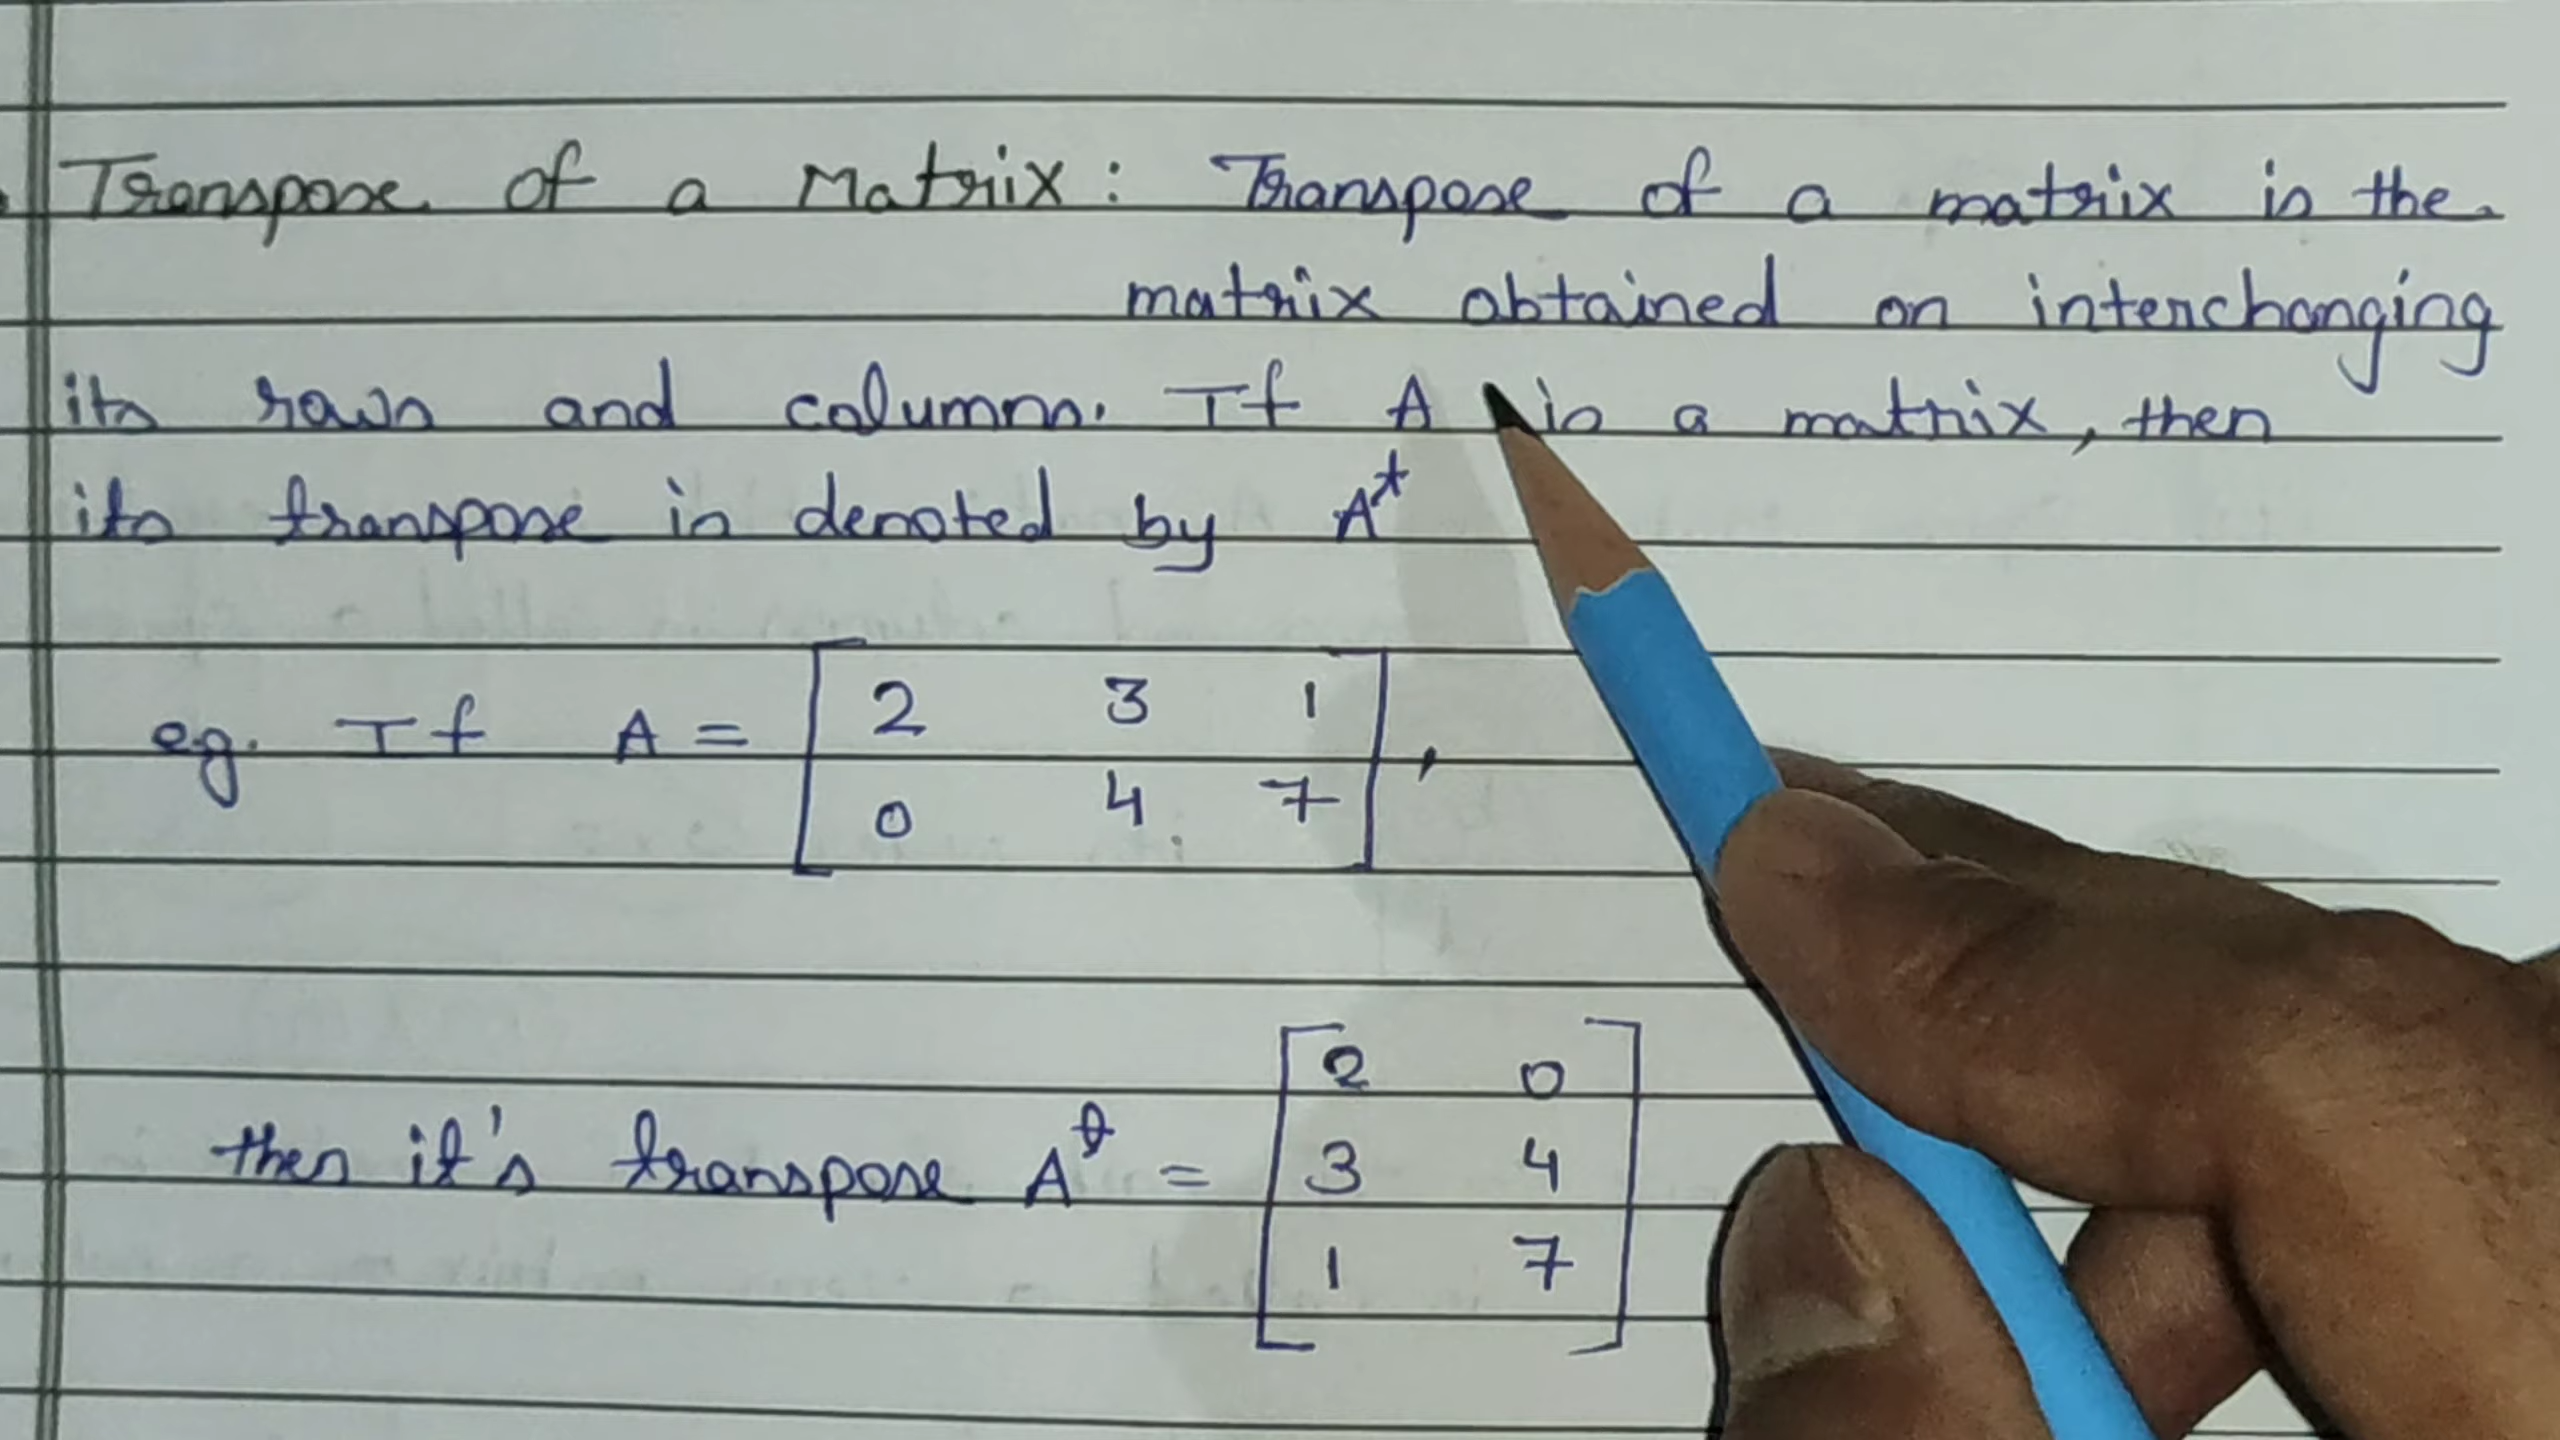 Transpose of a Matrix: Transpose of a matrix is the
matrix obtained on interchanging
its rows and columns. If A is a matrix, then
its transpose is denoted by Aᵗ
eg. If A = [2 3 1
0 4 7],
then it's transpose Aᵗ = [2 0
3 4
1 7]